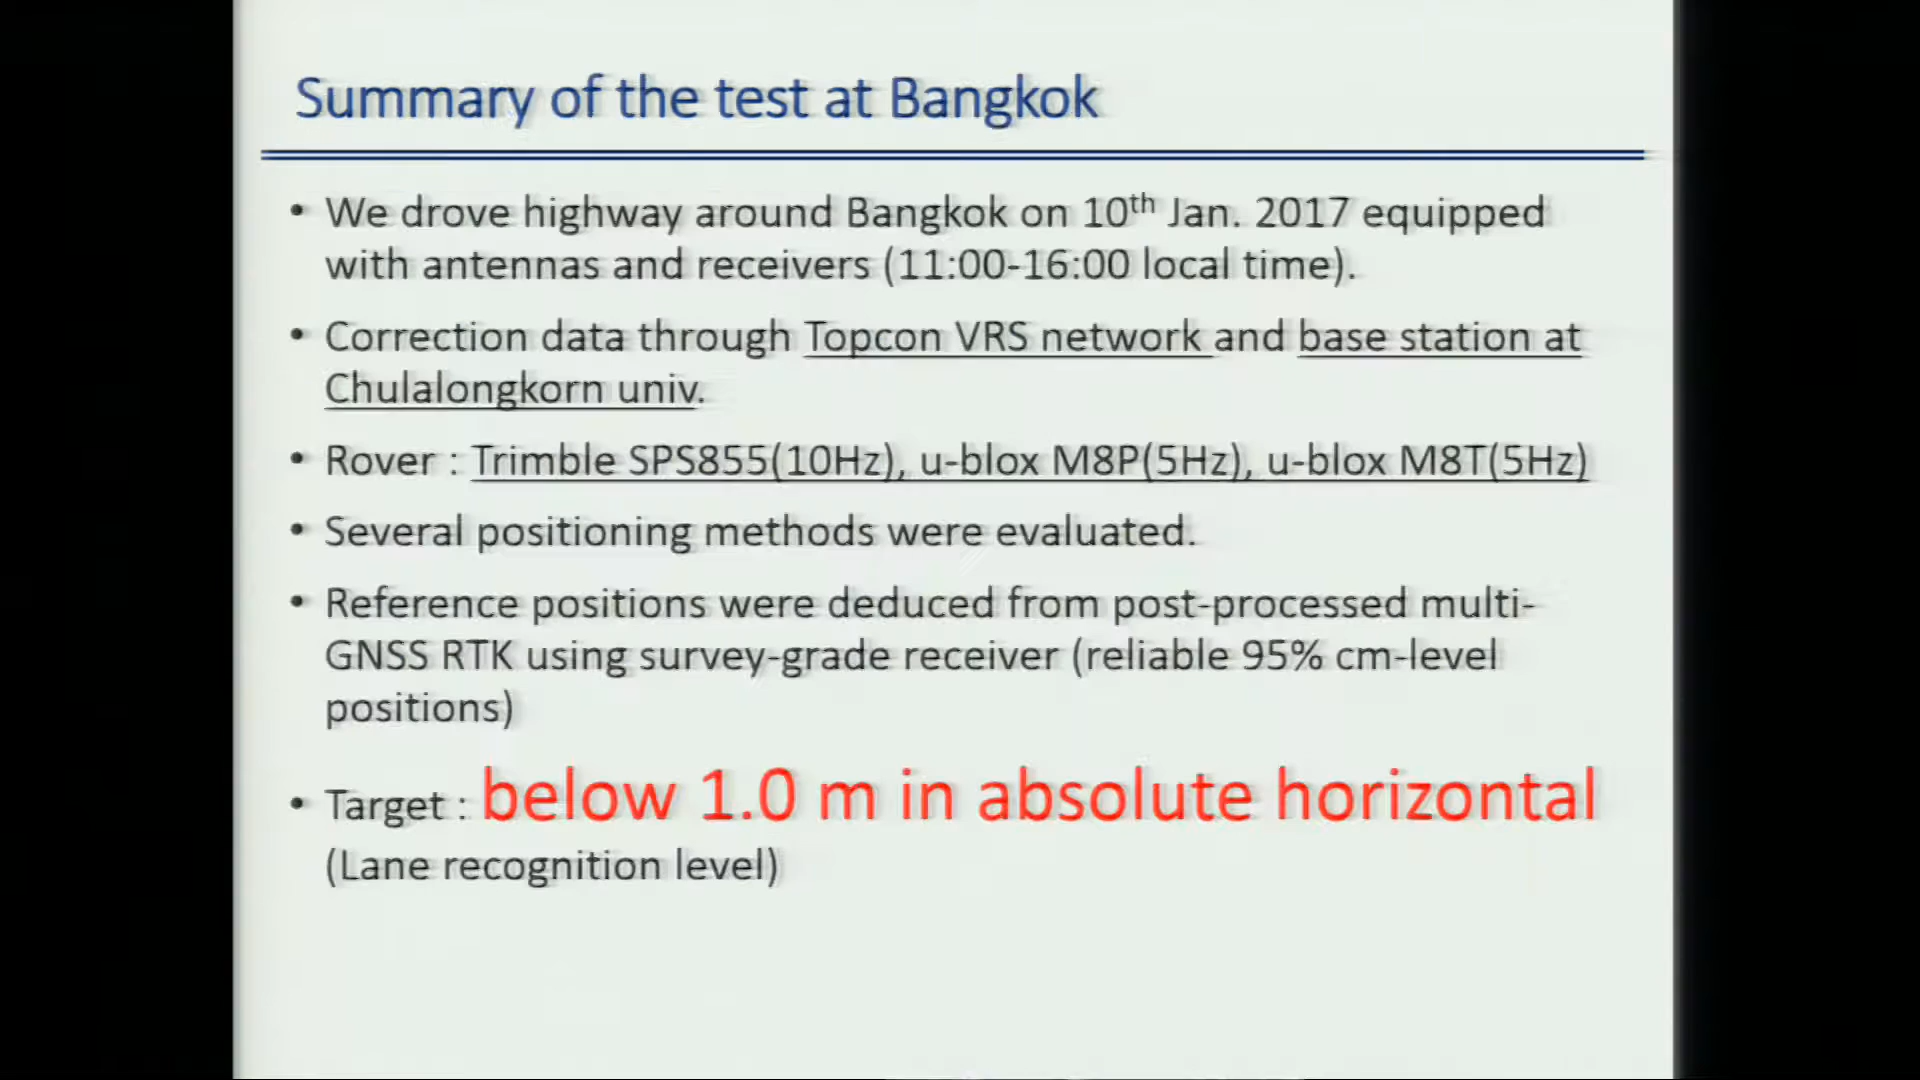 Summary of the test at Bangkok
• We drove highway around Bangkok on 10th Jan. 2017 equipped
with antennas and receivers (11:00-16:00 local time).
• Correction data through Topcon VRS network and base station at
Chulalongkorn univ.
• Rover : Trimble SPS855(10Hz), u-blox M8P(5Hz), u-blox M8T(5Hz)
• Several positioning methods were evaluated.
• Reference positions were deduced from post-processed multi-
GNSS RTK using survey-grade receiver (reliable 95% cm-level
positions)
• Target : below 1.0 m in absolute horizontal
(Lane recognition level)